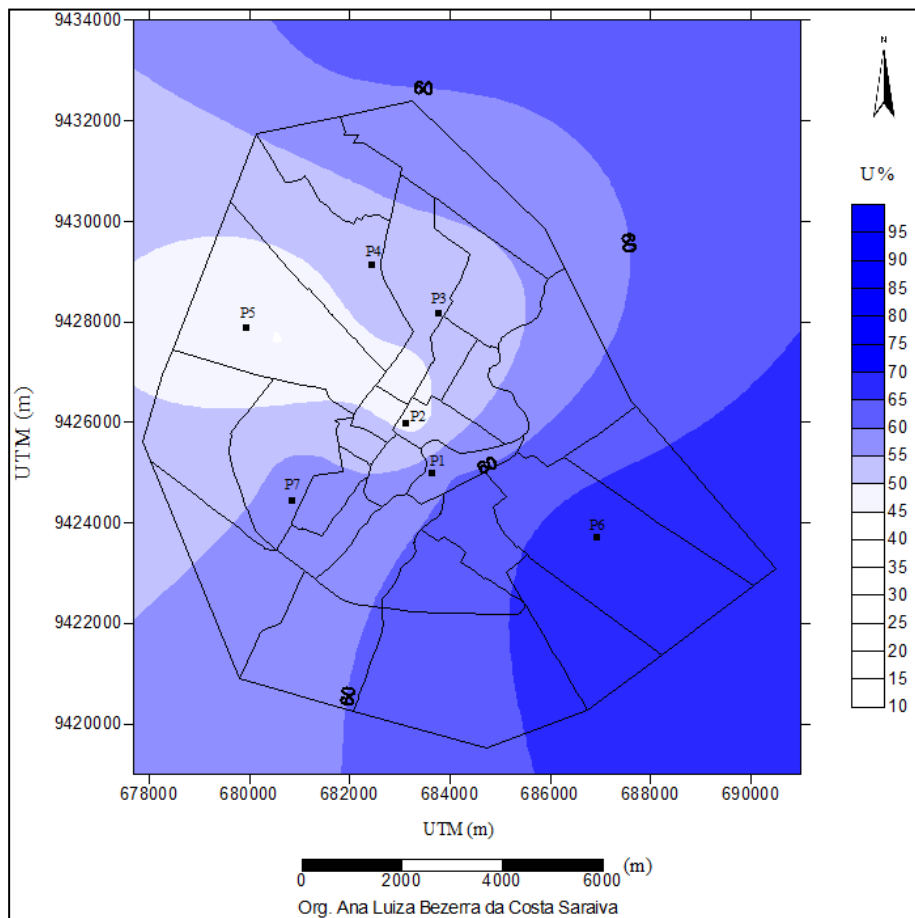 9434000
60
N
9432000
U%
9430000
60
P4
95
90
P3
85
9428000
P5
80
75
70
65
9426000
P2
60
55
P1
60
50
P7
45
9424000
P6
40
35
30
25
9422000
20
15
60
10
9420000
UTM (m)
678000 680000 682000 684000 686000 688000 690000
UTM (m)
(m)
0 2000 4000 6000
Org. Ana Luiza Bezerra da Costa Saraiva